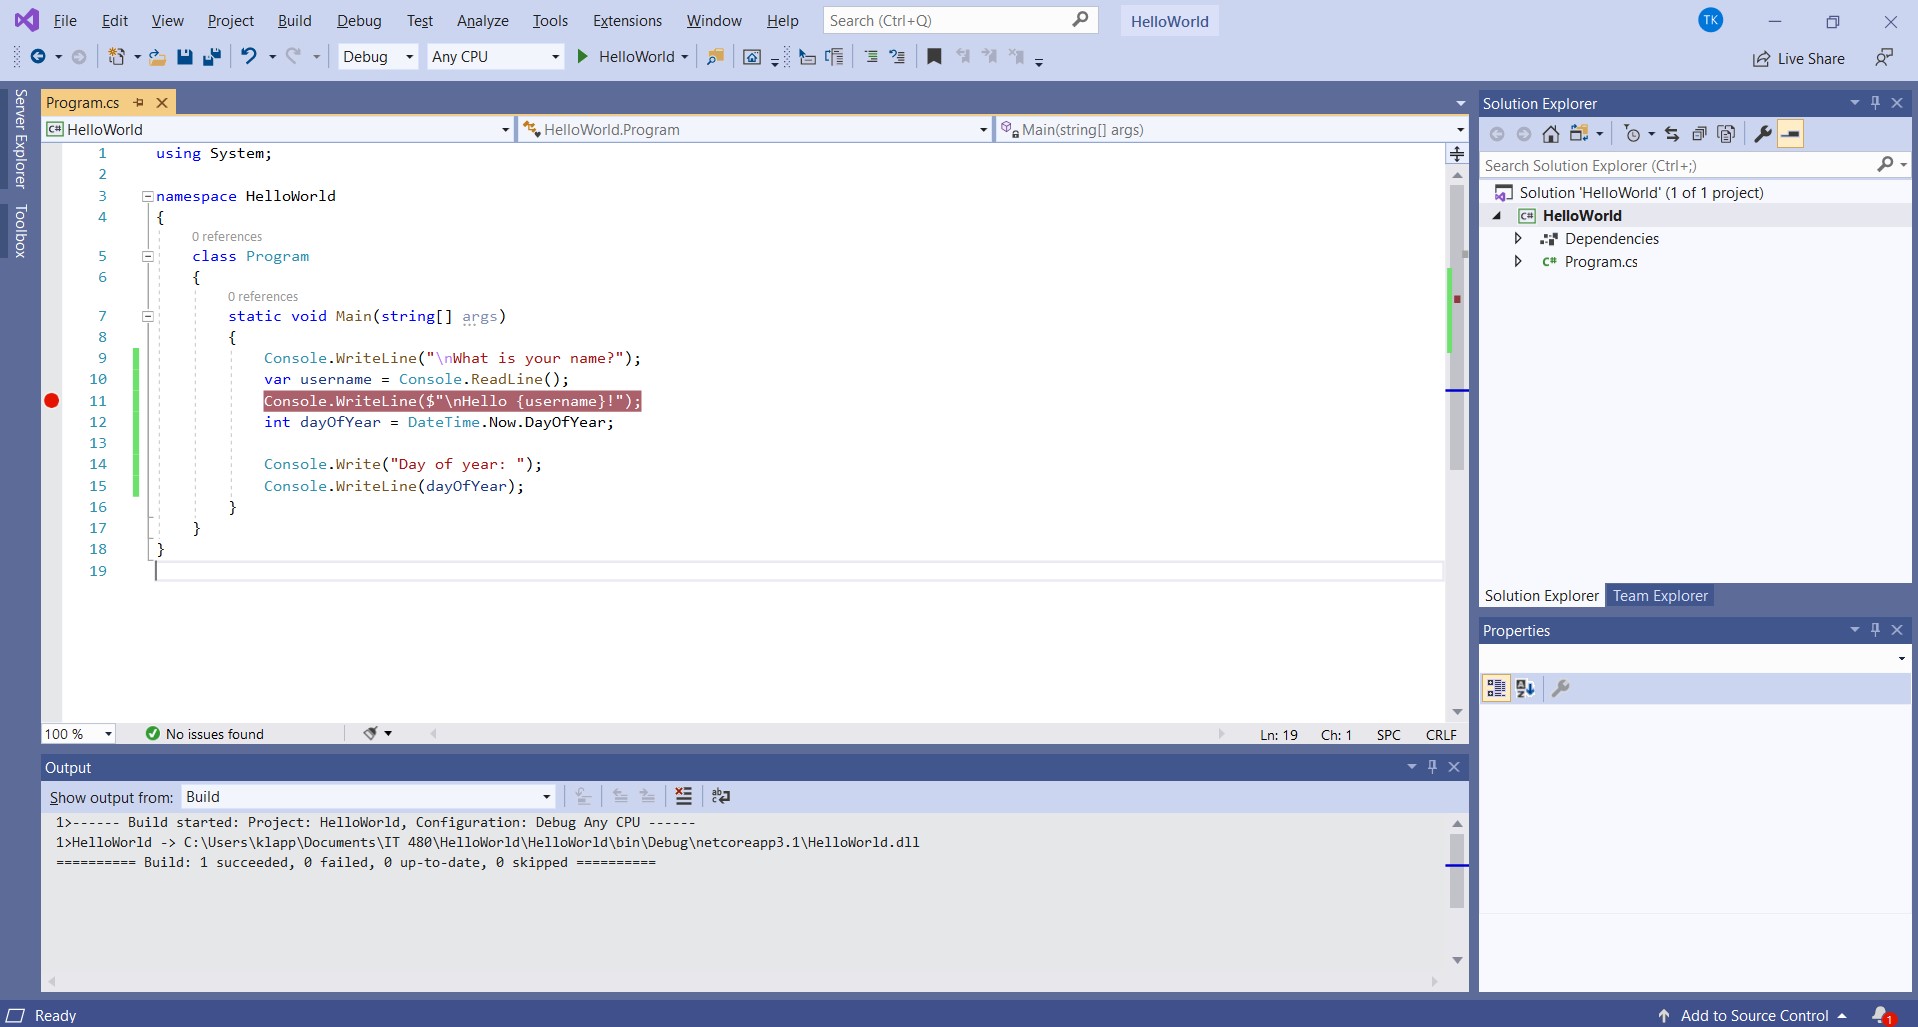 File Edit View Project Build Debug Test Analyze Tools Extensions Window Help Search (Ctrl+Q) HelloWorld TK
Debug Any CPU HelloWorld Live Share
Server Explorer
Toolbox
Program.cs
HelloWorld HelloWorld.Program Main(string[] args)
1 using System;
2
3 namespace HelloWorld
4 {
0 references
5 class Program
6 {
0 references
7 static void Main(string[] args)
8 {
9 Console.WriteLine("\nWhat is your name?");
10 var username = Console.ReadLine();
11 Console.WriteLine($"\nHello {username}!");
12 int dayOfYear = DateTime.Now.DayOfYear;
13
14 Console.Write("Day of year: ");
15 Console.WriteLine(dayOfYear);
16 }
17 }
18 }
19
100 % No issues found Ln: 19 Ch: 1 SPC CRLF
Output
Show output from: Build
1>------ Build started: Project: HelloWorld, Configuration: Debug Any CPU ------
1>HelloWorld -> C:\Users\klapp\Documents\IT 480\HelloWorld\HelloWorld\bin\Debug\netcoreapp3.1\HelloWorld.dll
========== Build: 1 succeeded, 0 failed, 0 up-to-date, 0 skipped ==========
Solution Explorer
Search Solution Explorer (Ctrl+;)
Solution 'HelloWorld' (1 of 1 project)
C# HelloWorld
Dependencies
C# Program.cs
Solution Explorer Team Explorer
Properties
Ready Add to Source Control 1